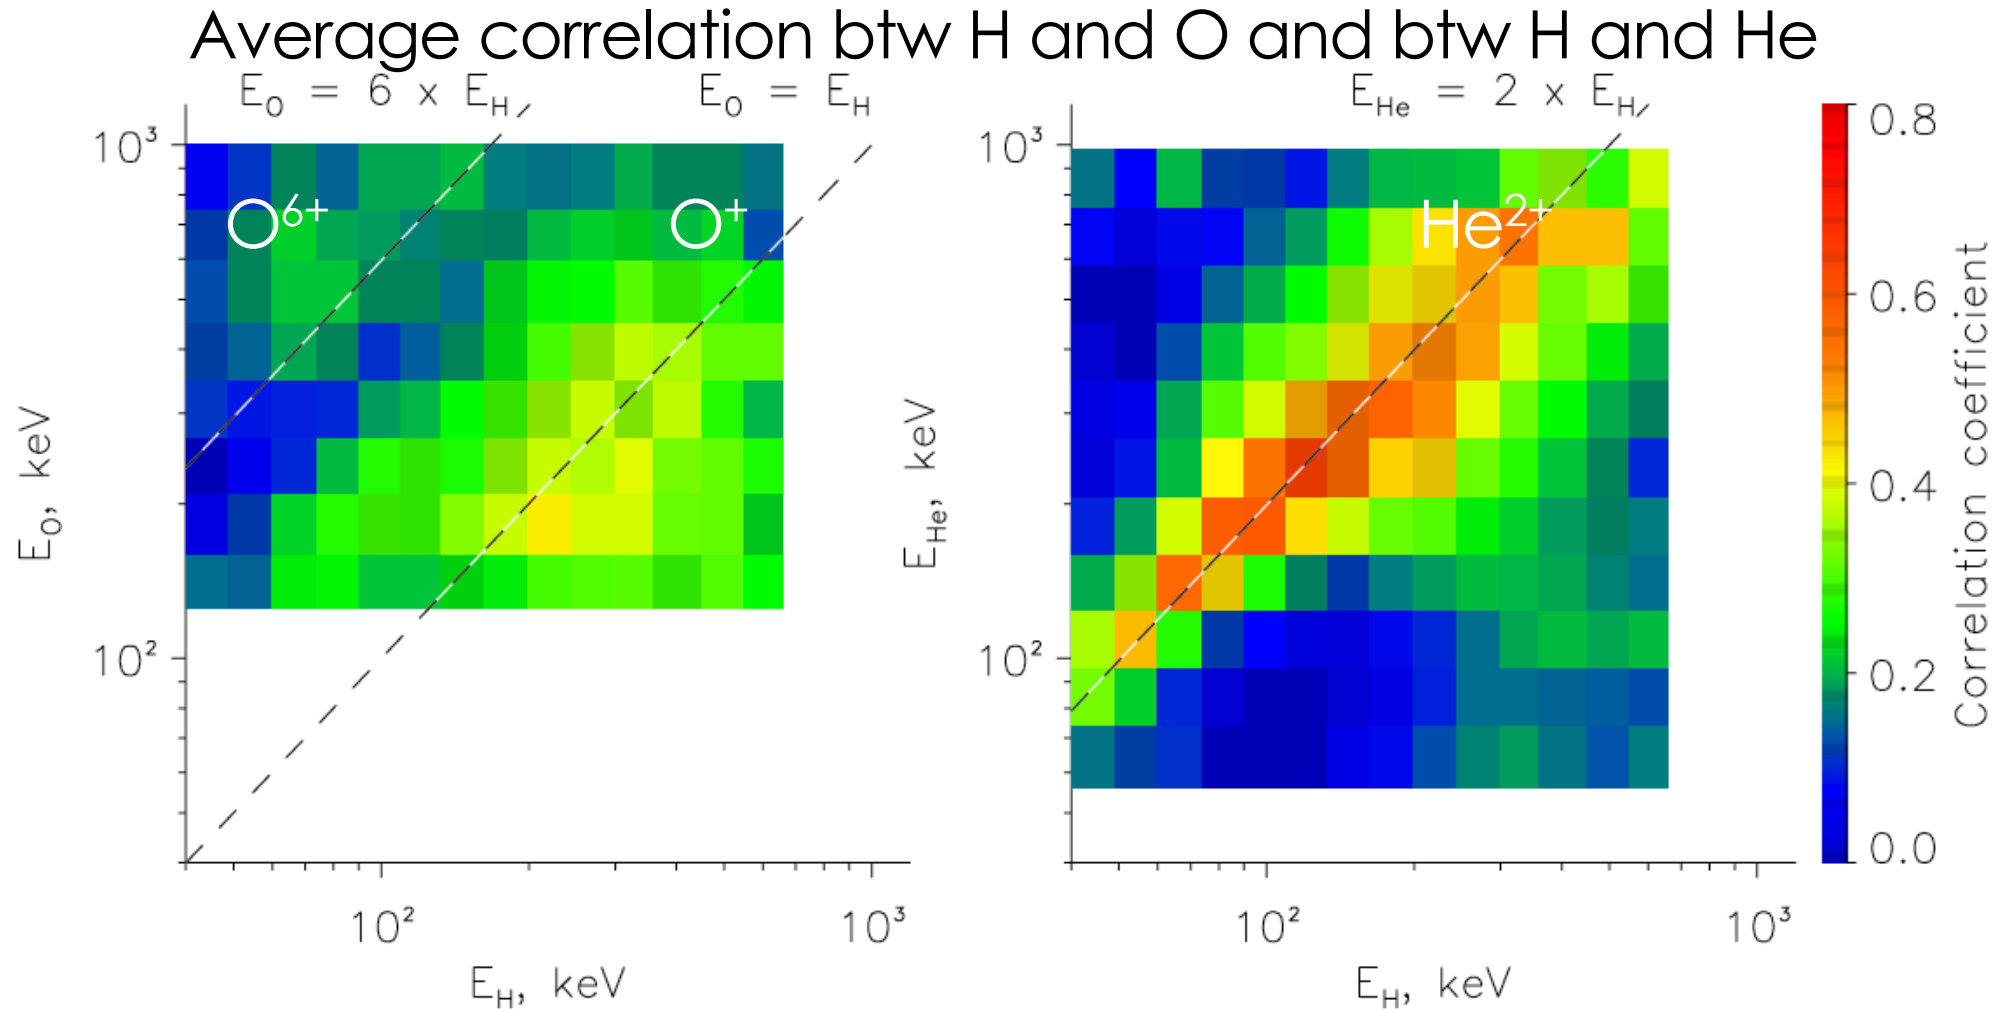 Average correlation btw H and O and btw H and He
E_O = 6 x E_H
E_O = E_H
10³
O⁶⁺
O⁺
10²
E_O, keV
10²
10³
E_H, keV
E_He = 2 x E_H
10³
He²⁺
10²
E_He, keV
10²
10³
E_H, keV
0.8
0.6
0.4
0.2
0.0
Correlation coefficient